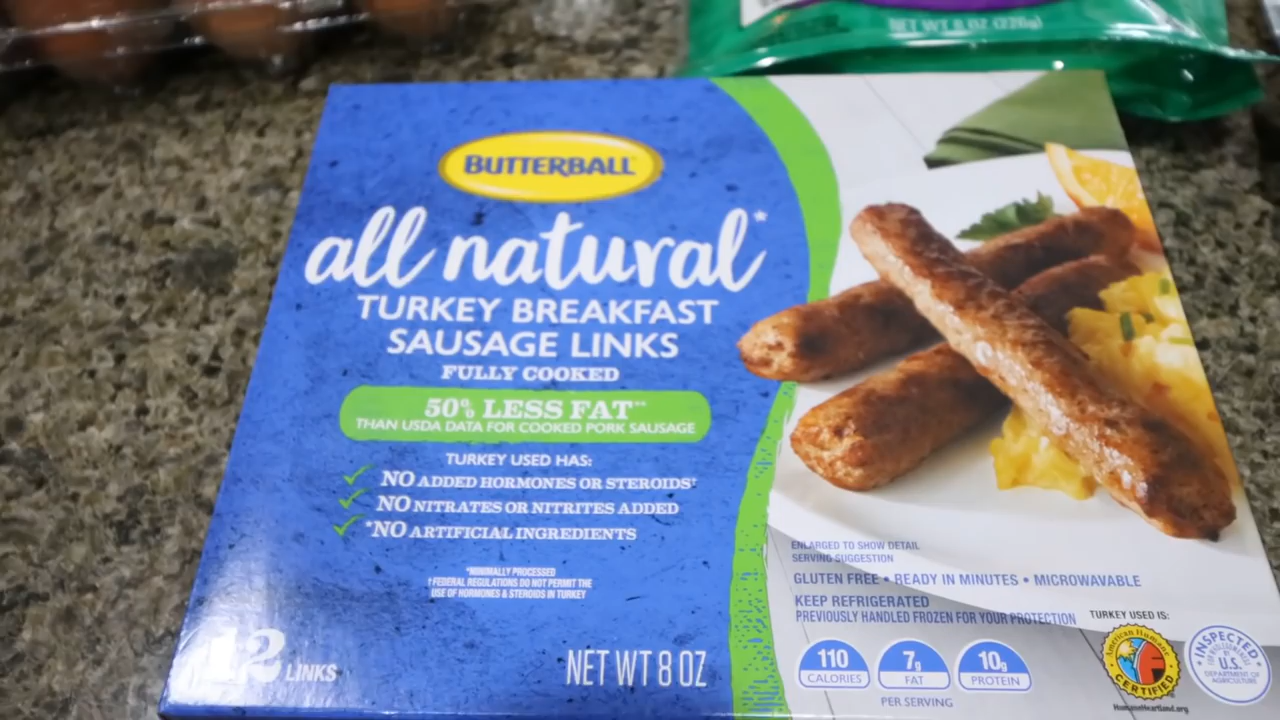 NET WT 8 OZ (226g)
BUTTERBALL
all natural*
TURKEY BREAKFAST
SAUSAGE LINKS
FULLY COOKED
50% LESS FAT**
THAN USDA DATA FOR COOKED PORK SAUSAGE
TURKEY USED HAS:
NO ADDED HORMONES OR STEROIDS†
NO NITRATES OR NITRITES ADDED
*NO ARTIFICIAL INGREDIENTS
*MINIMALLY PROCESSED
†FEDERAL REGULATIONS DO NOT PERMIT THE
USE OF HORMONES & STEROIDS IN TURKEY
12 LINKS
NET WT 8 OZ
ENLARGED TO SHOW DETAIL
SERVING SUGGESTION
GLUTEN FREE • READY IN MINUTES • MICROWAVABLE
KEEP REFRIGERATED
PREVIOUSLY HANDLED FROZEN FOR YOUR PROTECTION
110 CALORIES
7g FAT
10g PROTEIN
PER SERVING
TURKEY USED IS:
American Humane
CERTIFIED
HumaneHeartland.org
INSPECTED
U.S.
DEPARTMENT OF
AGRICULTURE